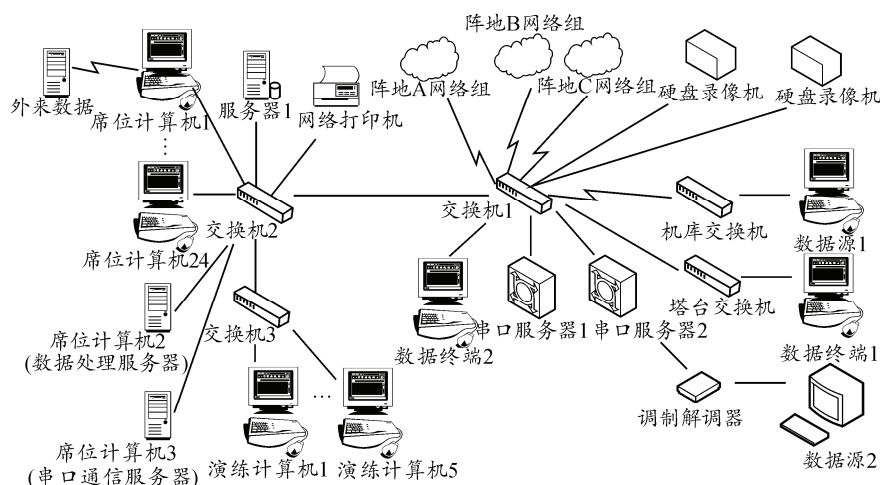 阵地B网络组
阵地A网络组
阵地C网络组
硬盘录像机
硬盘录像机
外来数据
席位计算机1
服务器1
网络打印机
⋮
席位计算机24
交换机2
交换机1
机库交换机
数据源1
席位计算机2
(数据处理服务器)
交换机3
数据终端2
串口服务器1
串口服务器2
塔台交换机
数据终端1
席位计算机3
(串口通信服务器)
…
演练计算机1
演练计算机5
调制解调器
数据源2